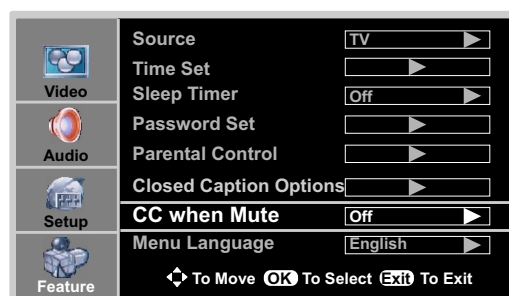 Video
Audio
Setup
Feature
Source TV
Time Set
Sleep Timer Off
Password Set
Parental Control
Closed Caption Options
CC when Mute Off
Menu Language English
To Move OK To Select Exit To Exit